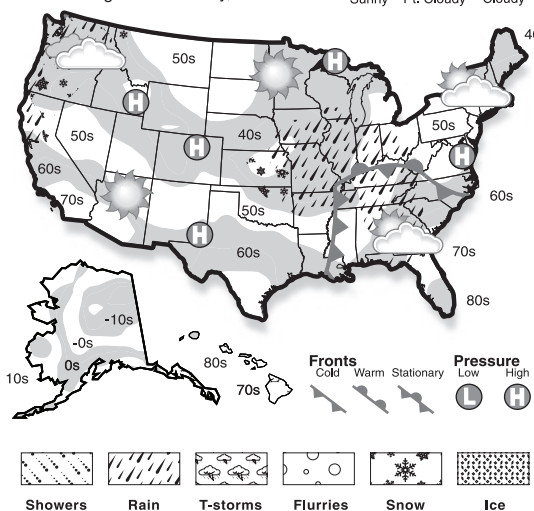 Sunny Pt. Cloudy Cloudy
50s
H
H
50s
40s
H
50s
H
60s
70s
50s
60s
H
60s
70s
80s
-10s
-0s
0s
10s
80s
70s
Fronts
Cold Warm Stationary
Pressure
Low High
L H
Showers Rain T-storms Flurries Snow Ice